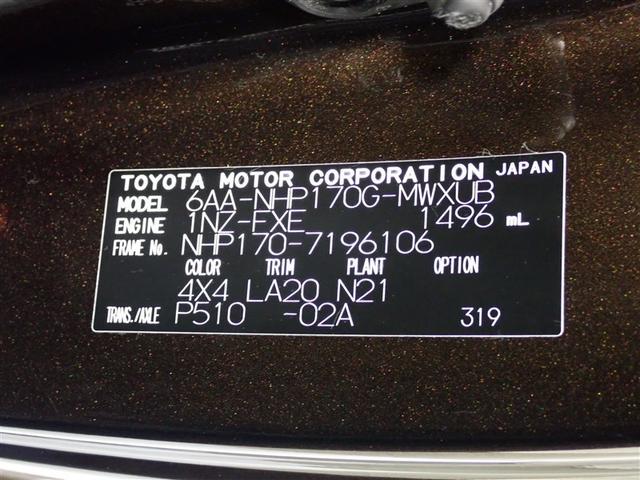 TOYOTA MOTOR CORPORATION JAPAN
MODEL 6AA-NHP170G-MWXUB
ENGINE 1NZ-FXE 1496 mL
FRAME No. NHP170-7196106
COLOR TRIM PLANT OPTION
4X4 LA20 N21
TRANS./AXLE P510 -02A 319